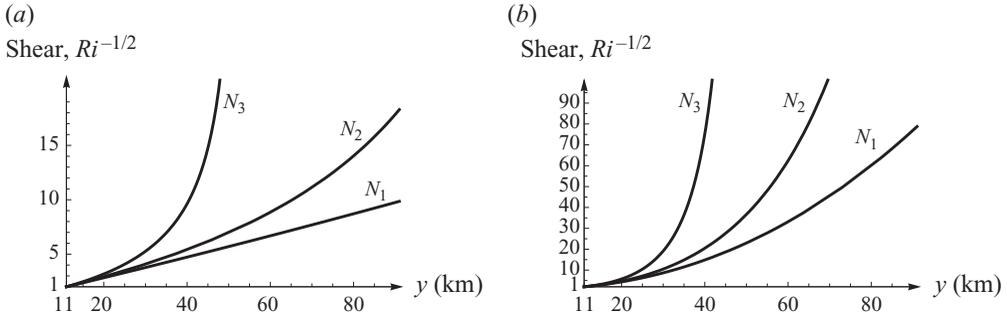 (a)
Shear, Ri⁻¹/²
N₃
N₂
N₁
15
10
5
1
11 20 40 60 80 y (km)
(b)
Shear, Ri⁻¹/²
N₃
N₂
N₁
90
80
70
60
50
40
30
20
10
1
11 20 40 60 80 y (km)